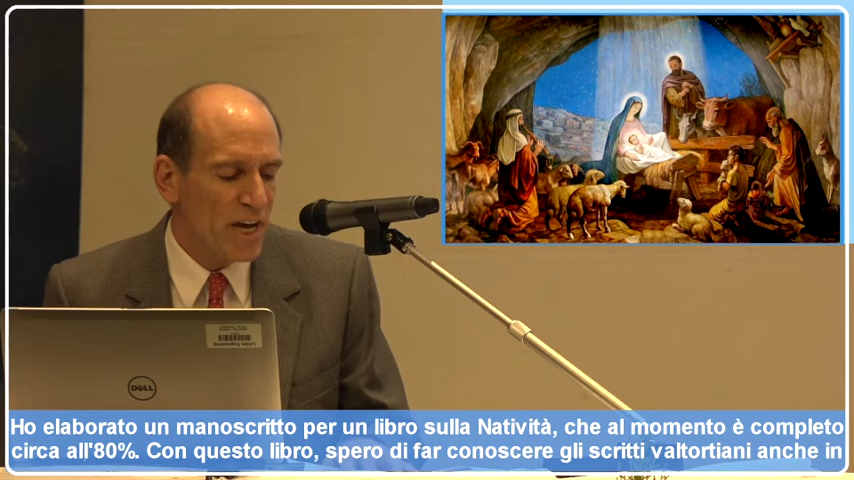 DELL
Ho elaborato un manoscritto per un libro sulla Natività, che al momento è completo
circa all'80%. Con questo libro, spero di far conoscere gli scritti valtortiani anche in